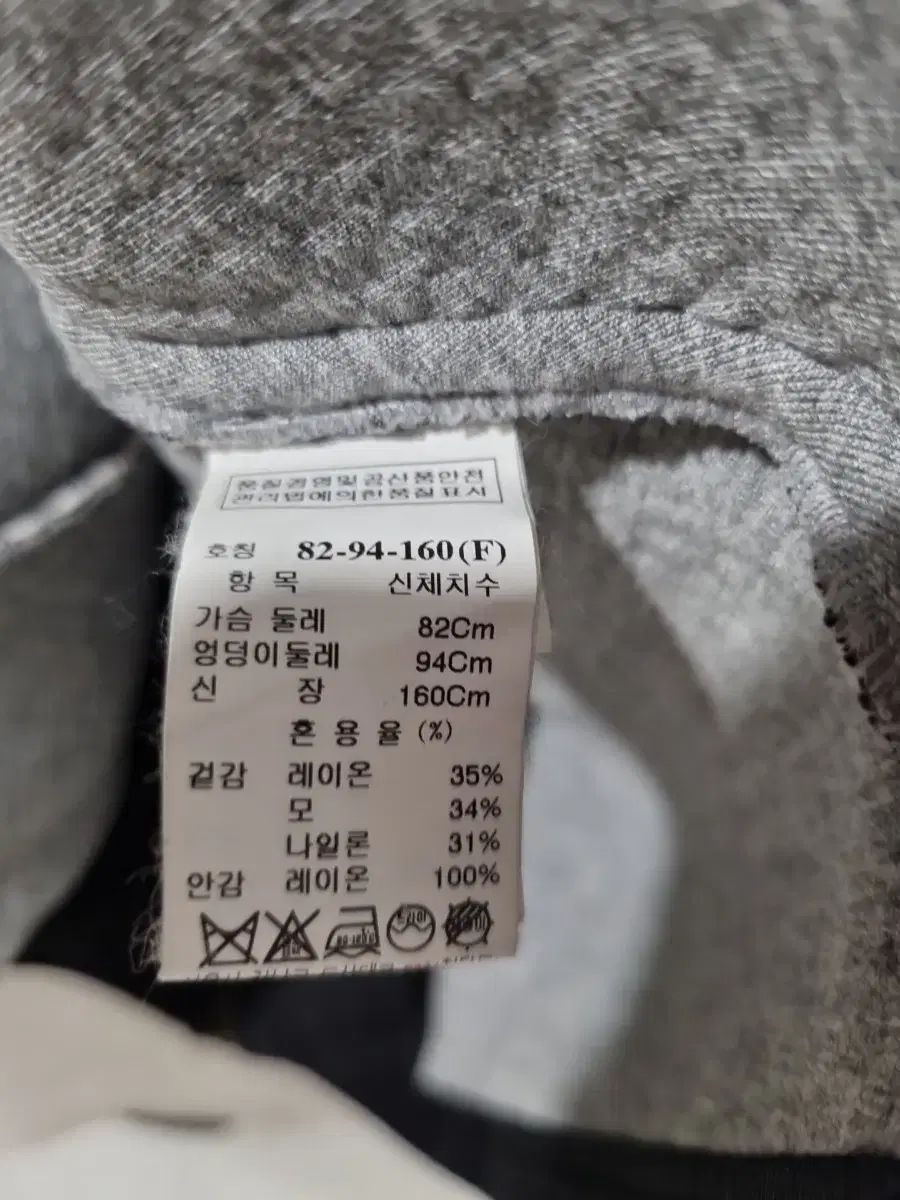 품질경영및공산품안전
관리법에의한품질표시
호칭 82-94-160(F)
항 목 신체치수
가슴 둘레 82Cm
엉덩이둘레 94Cm
신 장 160Cm
혼 용 율 (%)
겉감 레이온 35%
모 34%
나일론 31%
안감 레이온 100%
드라이